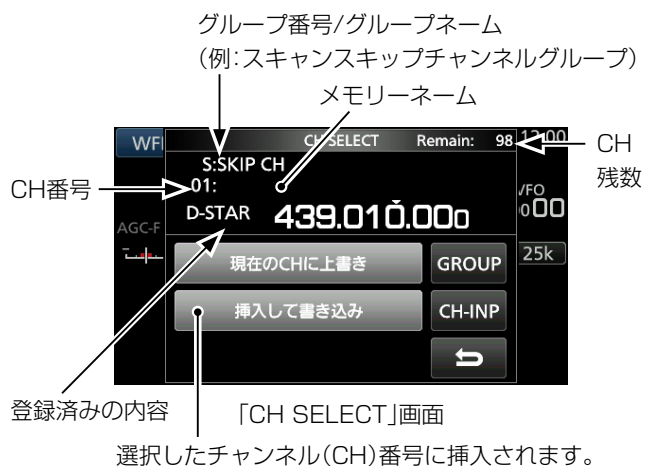 グループ番号/グループネーム
(例:スキャンスキップチャンネルグループ)
メモリーネーム
WF
CH SELECT
Remain: 98
12:00
CH
残数
S:SKIP CH
CH番号
01:
VFO
D-STAR
439.010.000
00
AGC-F
現在のCHに上書き
GROUP
25k
挿入して書き込み
CH-INP
登録済みの内容
「CH SELECT」画面
選択したチャンネル(CH)番号に挿入されます。